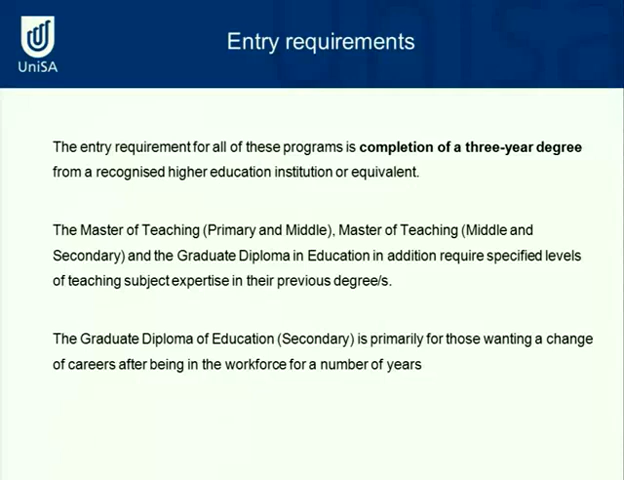 UniSA
Entry requirements
The entry requirement for all of these programs is completion of a three-year degree
from a recognised higher education institution or equivalent.
The Master of Teaching (Primary and Middle), Master of Teaching (Middle and
Secondary) and the Graduate Diploma in Education in addition require specified levels
of teaching subject expertise in their previous degree/s.
The Graduate Diploma of Education (Secondary) is primarily for those wanting a change
of careers after being in the workforce for a number of years